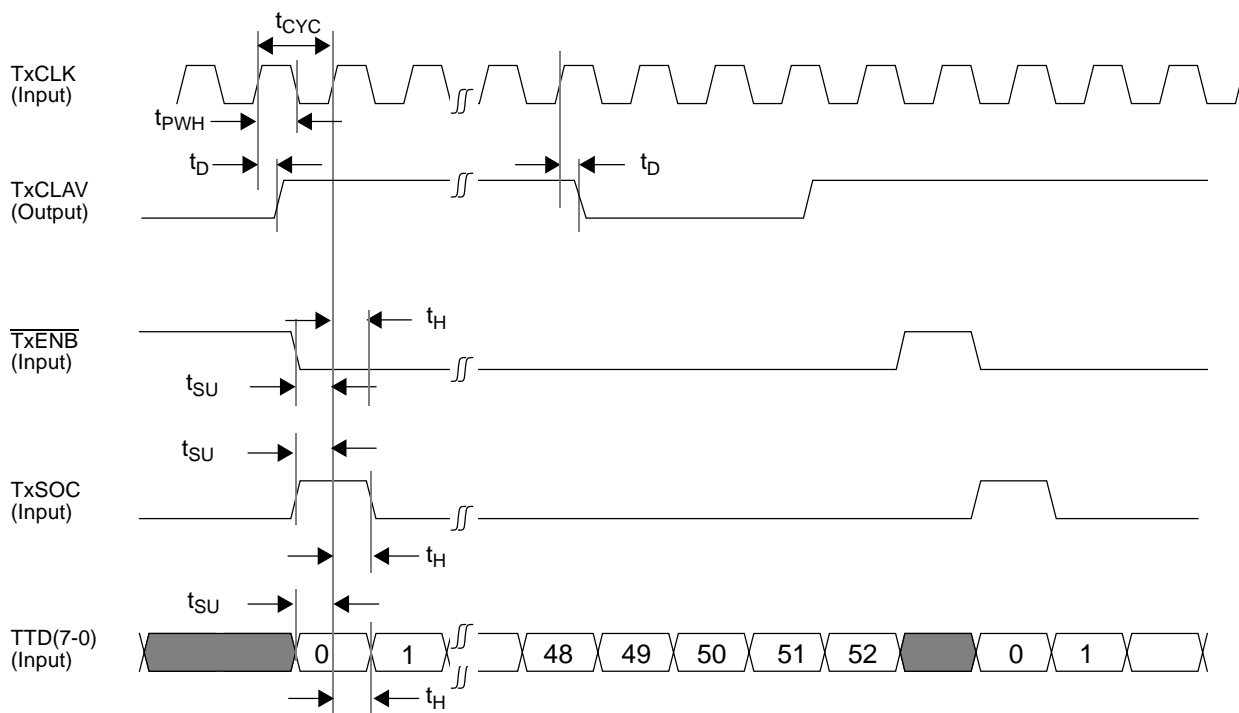 tCYC
TxCLK
(Input)
tPWH
tD
tD
TxCLAV
(Output)
tH
TxENB
(Input)
tSU
tSU
TxSOC
(Input)
tH
tSU
TTD(7-0)
(Input)
0 1 48 49 50 51 52 0 1
tH